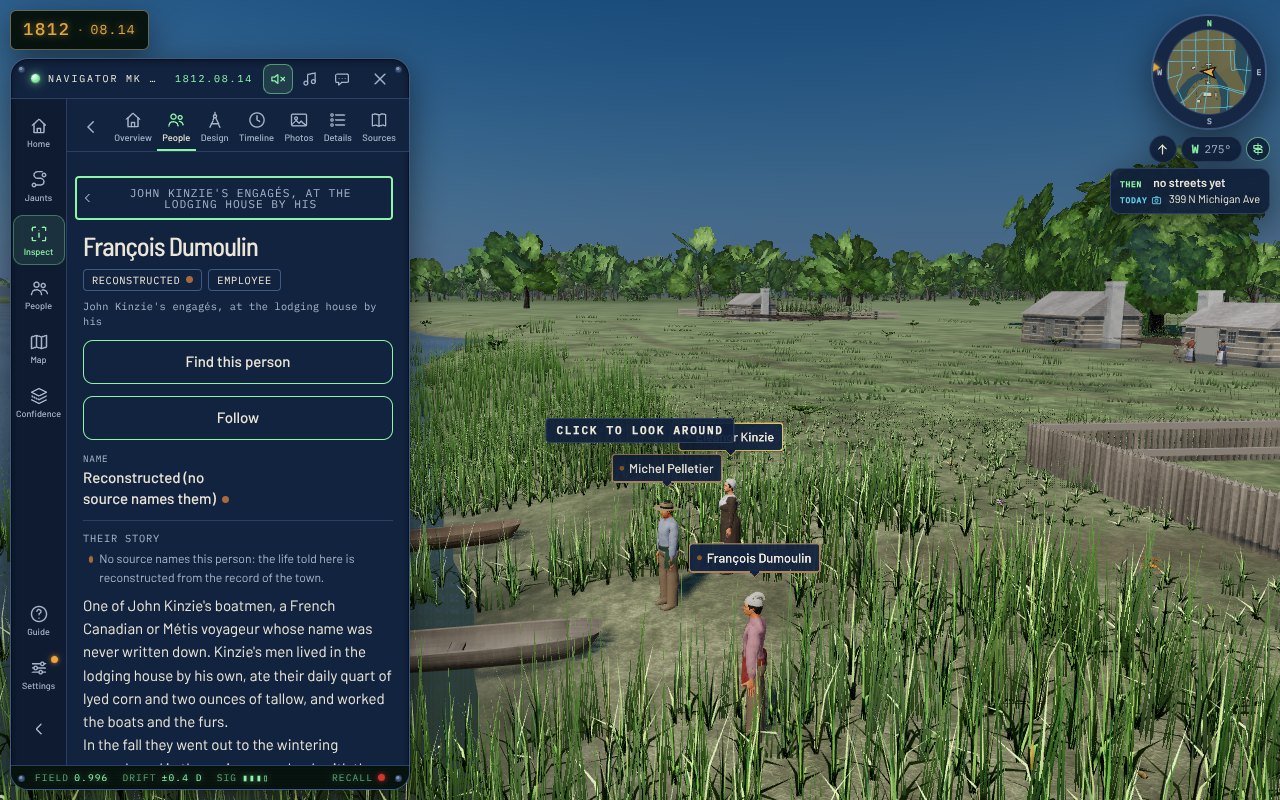 1812 · 08.14
NAVIGATOR MK …
1812.08.14
Home
Jaunts
Inspect
People
Map
Confidence
Guide
Settings
Overview
People
Design
Timeline
Photos
Details
Sources
JOHN KINZIE'S ENGAGÉS, AT THE
LODGING HOUSE BY HIS
François Dumoulin
RECONSTRUCTED
EMPLOYEE
John Kinzie's engagés, at the lodging house by
his
Find this person
Follow
NAME
Reconstructed (no
source names them)
THEIR STORY
No source names this person: the life told here is
reconstructed from the record of the town.
One of John Kinzie's boatmen, a French
Canadian or Métis voyageur whose name was
never written down. Kinzie's men lived in the
lodging house by his own, ate their daily quart of
lyed corn and two ounces of tallow, and worked
the boats and the furs.
In the fall they went out to the wintering
FIELD 0.996
DRIFT ±0.4 D
SIG
RECALL
CLICK TO LOOK AROUND
Kinzie
Michel Pelletier
François Dumoulin
N
W
E
S
W 275°
THEN no streets yet
TODAY 399 N Michigan Ave